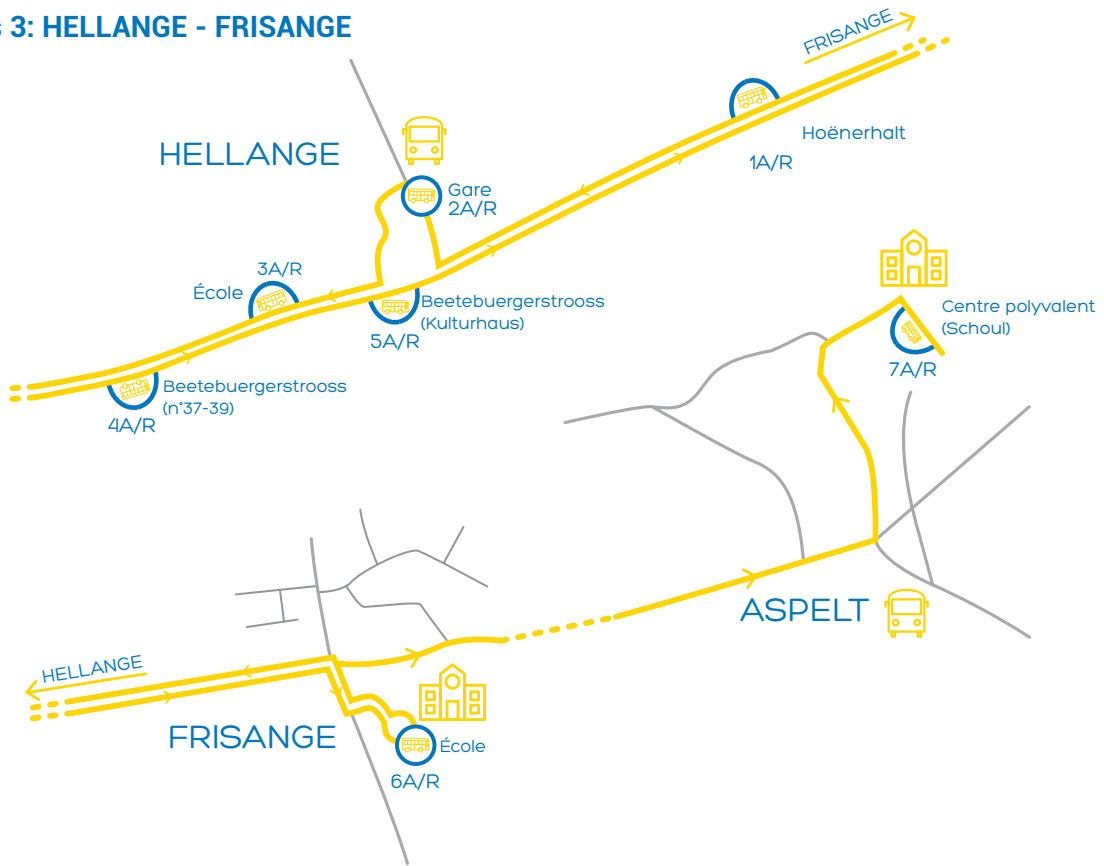 3: HELLANGE - FRISANGE
FRISANGE
Hoënerhalt
1A/R
HELLANGE
Gare
2A/R
3A/R
École
Beetebuergerstrooss
(Kulturhaus)
5A/R
Centre polyvalent
(Schoul)
7A/R
Beetebuergerstrooss
(n°37-39)
4A/R
ASPELT
HELLANGE
FRISANGE
École
6A/R